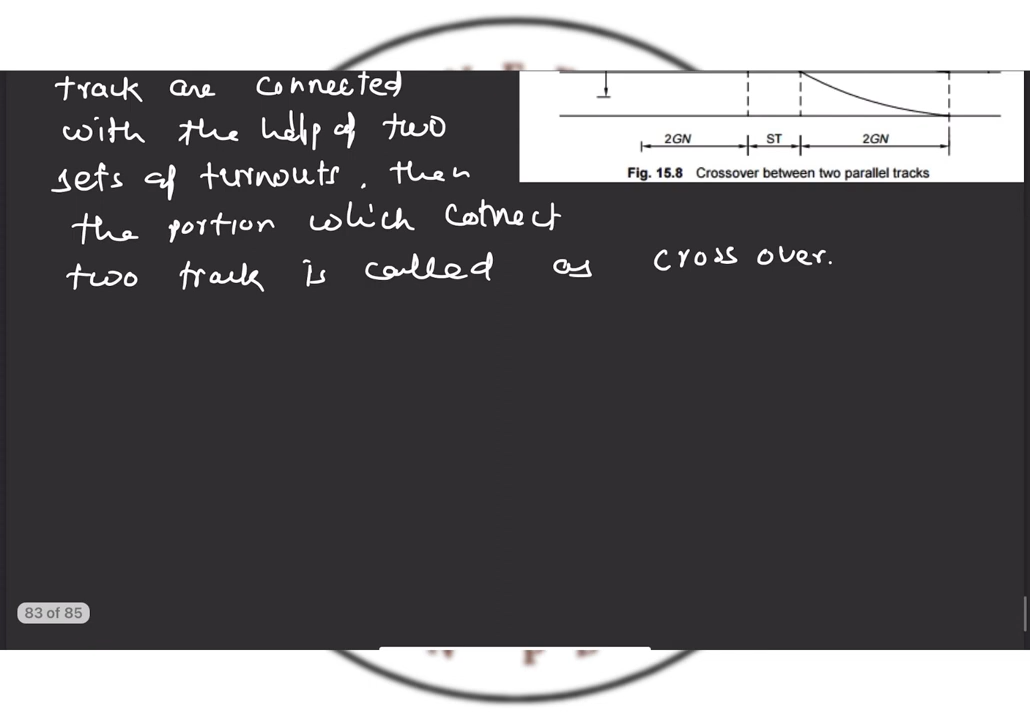 track are connected
with the help of two
sets of turnouts, then
the portion which connect
two track is called as cross over.
2GN ST 2GN
Fig. 15.8 Crossover between two parallel tracks
83 of 85